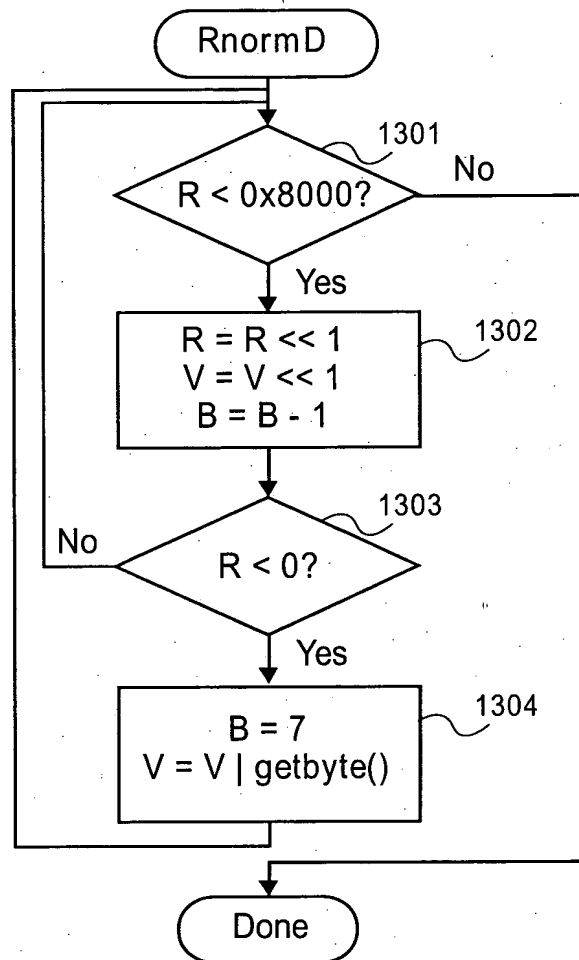 RnormD
1301
R < 0x8000?
No
Yes
R = R << 1
V = V << 1
B = B - 1
1302
1303
No
R < 0?
Yes
B = 7
V = V | getbyte()
1304
Done